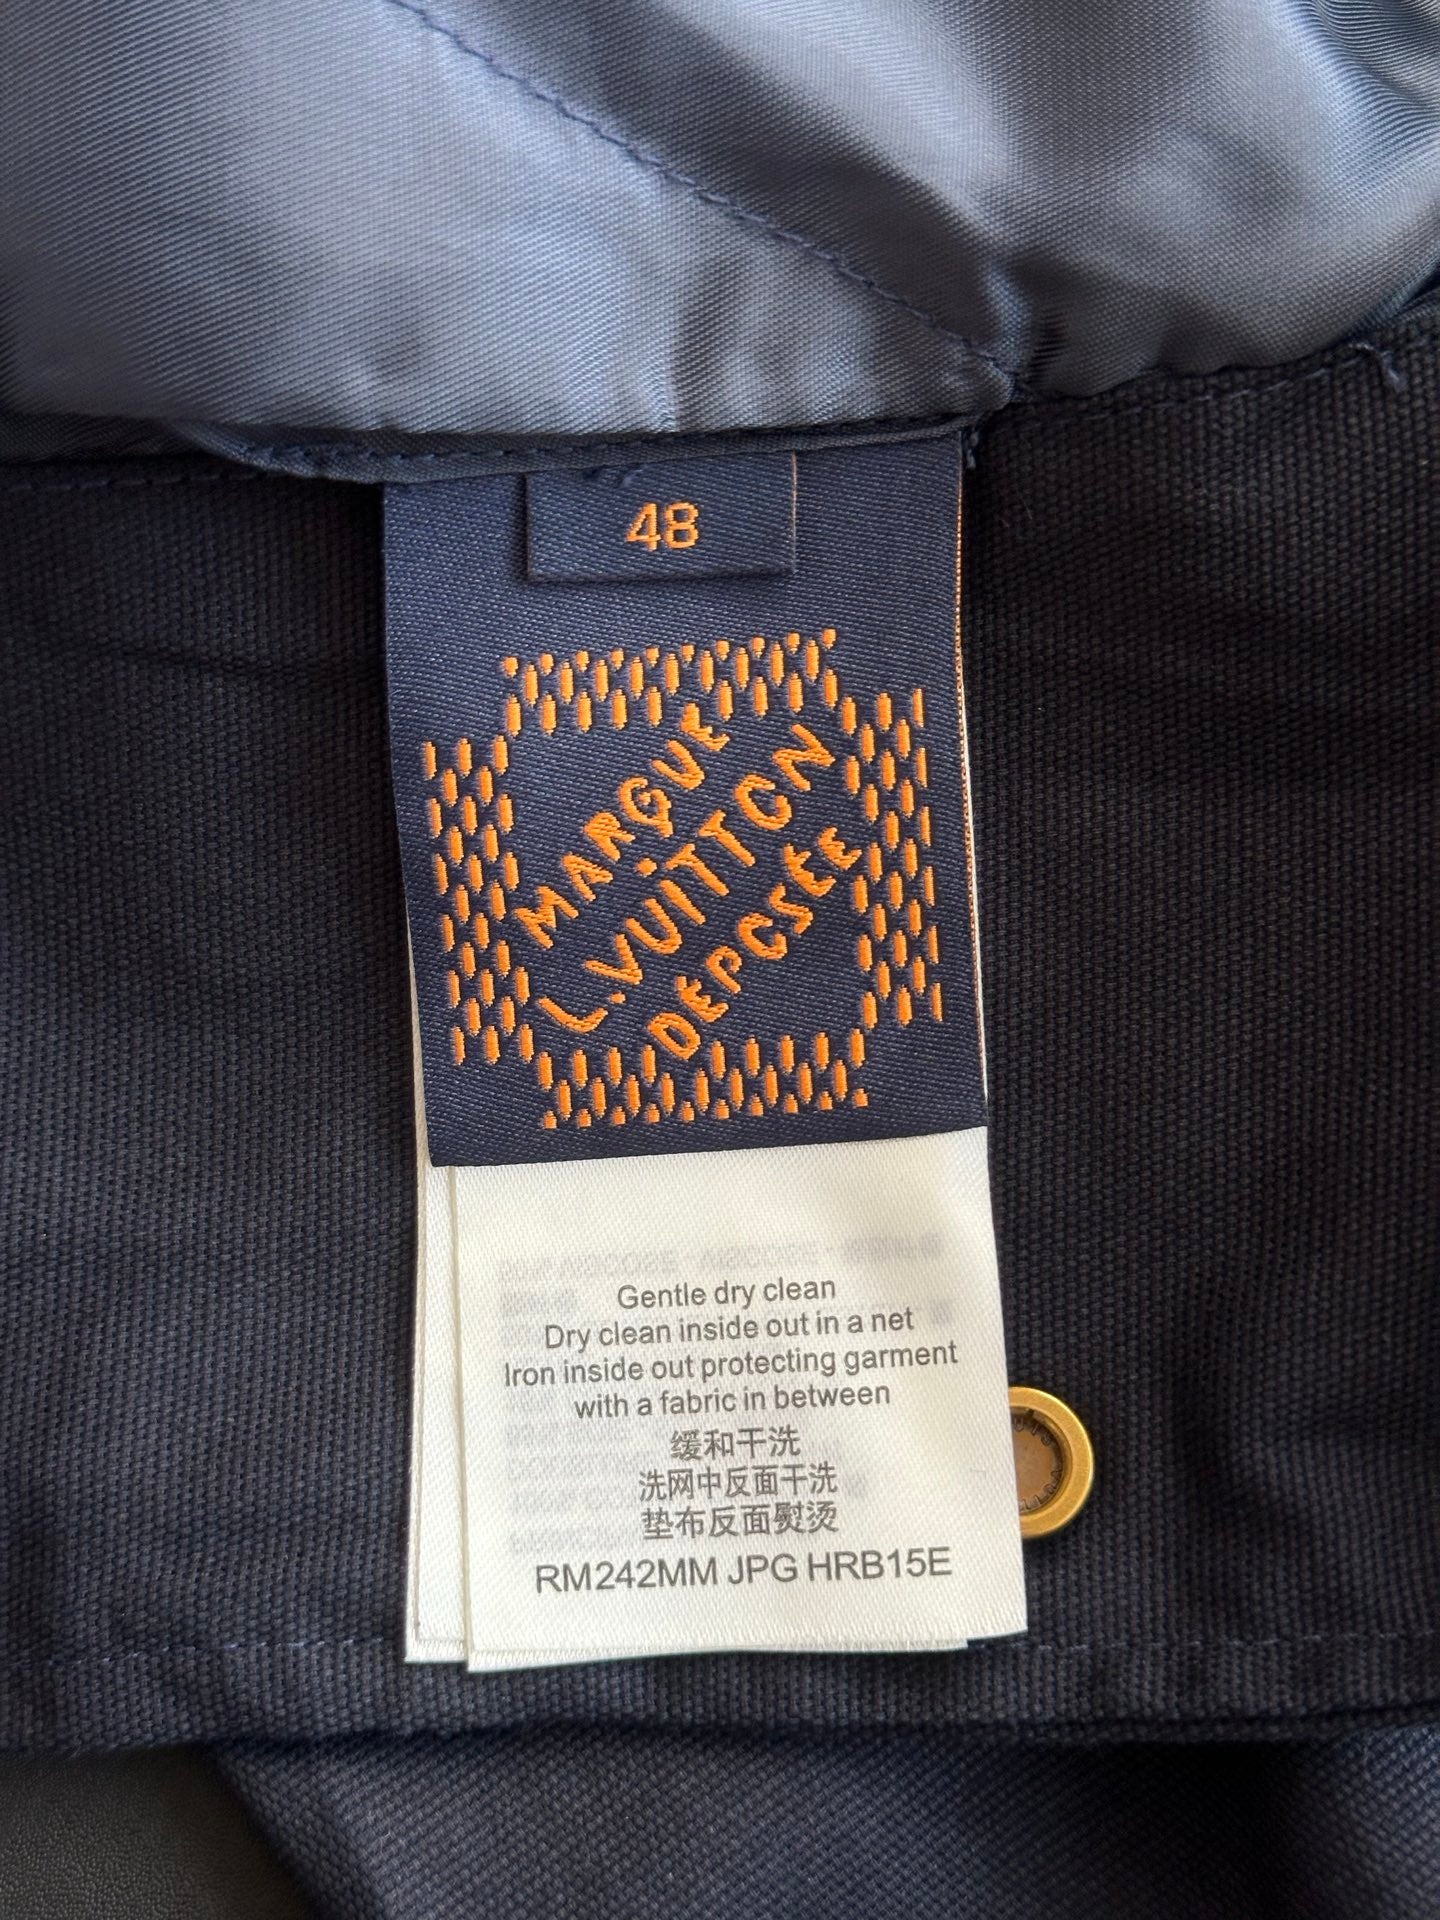 48
MARQUE
L.VUITTON
DÉPOSÉE
Gentle dry clean
Dry clean inside out in a net
Iron inside out protecting garment
with a fabric in between
缓和干洗
洗网中反面干洗
垫布反面熨烫
RM242MM JPG HRB15E